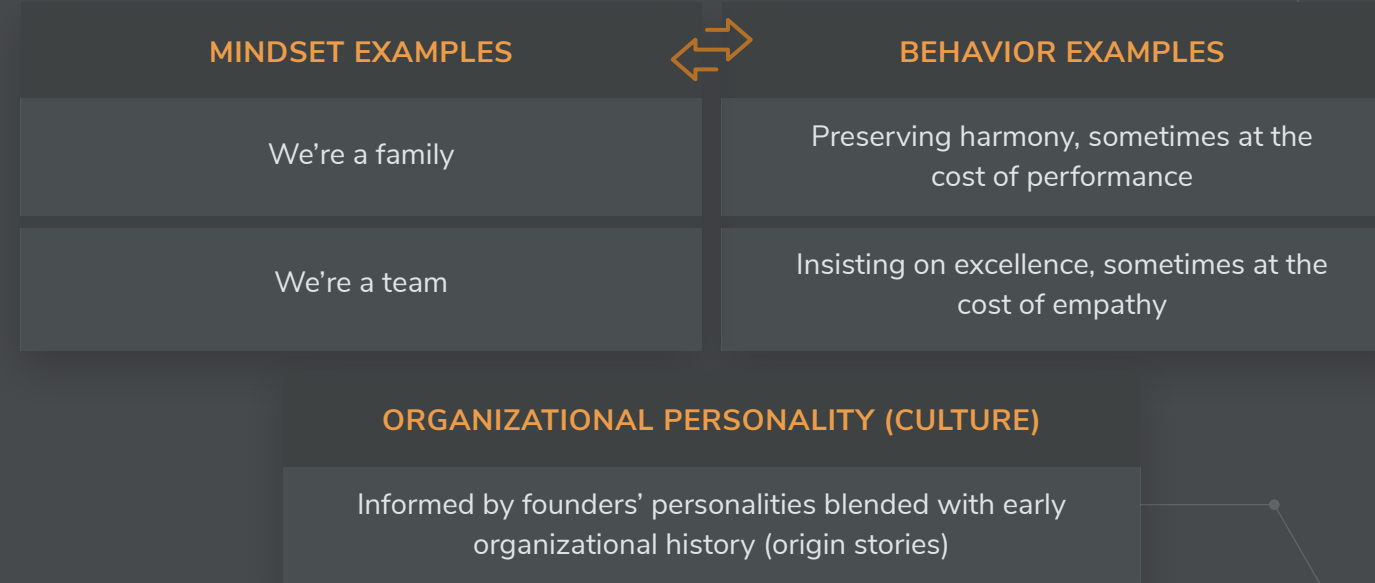 MINDSET EXAMPLES
BEHAVIOR EXAMPLES
We’re a family
Preserving harmony, sometimes at the
cost of performance
We’re a team
Insisting on excellence, sometimes at the
cost of empathy
ORGANIZATIONAL PERSONALITY (CULTURE)
Informed by founders’ personalities blended with early
organizational history (origin stories)